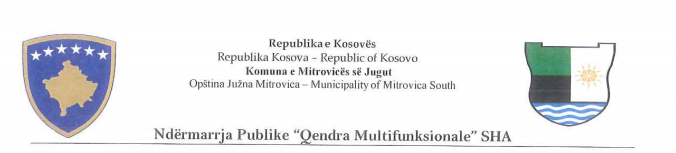 Republika e Kosovës
Republika Kosova – Republic of Kosovo
Komuna e Mitrovicës së Jugut
Opština Južna Mitrovica – Municipality of Mitrovica South
Ndërmarrja Publike “Qendra Multifunksionale” SHA